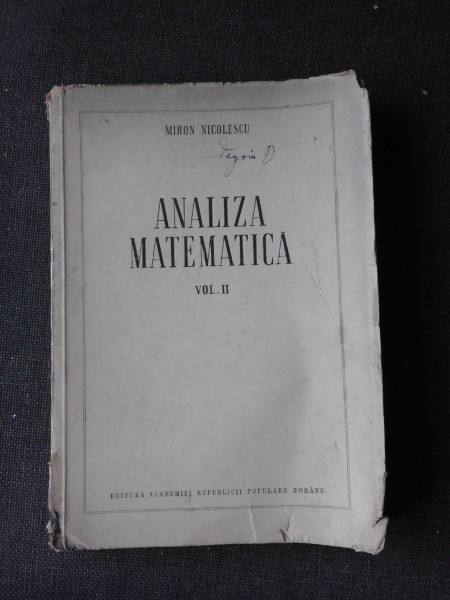 MIRON NICOLESCU
ANALIZA
MATEMATICĂ
VOL. II
EDITURA ACADEMIEI REPUBLICII POPULARE ROMÂNE